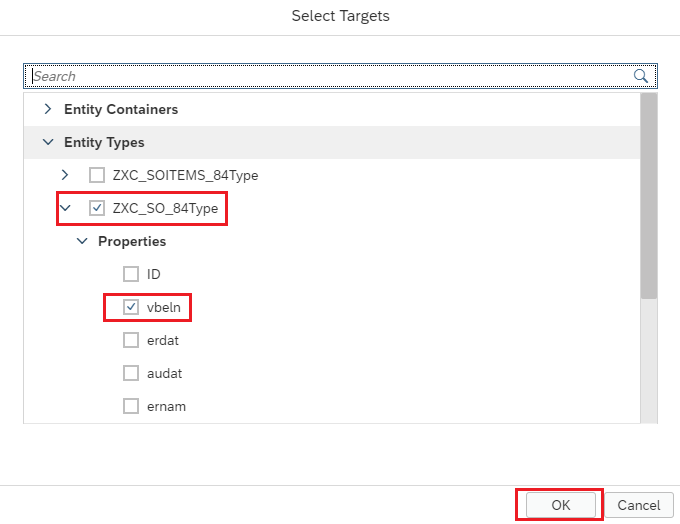 Select Targets
Search
Entity Containers
Entity Types
ZXC_SOITEMS_84Type
ZXC_SO_84Type
Properties
ID
vbeln
erdat
audat
ernam
OK Cancel